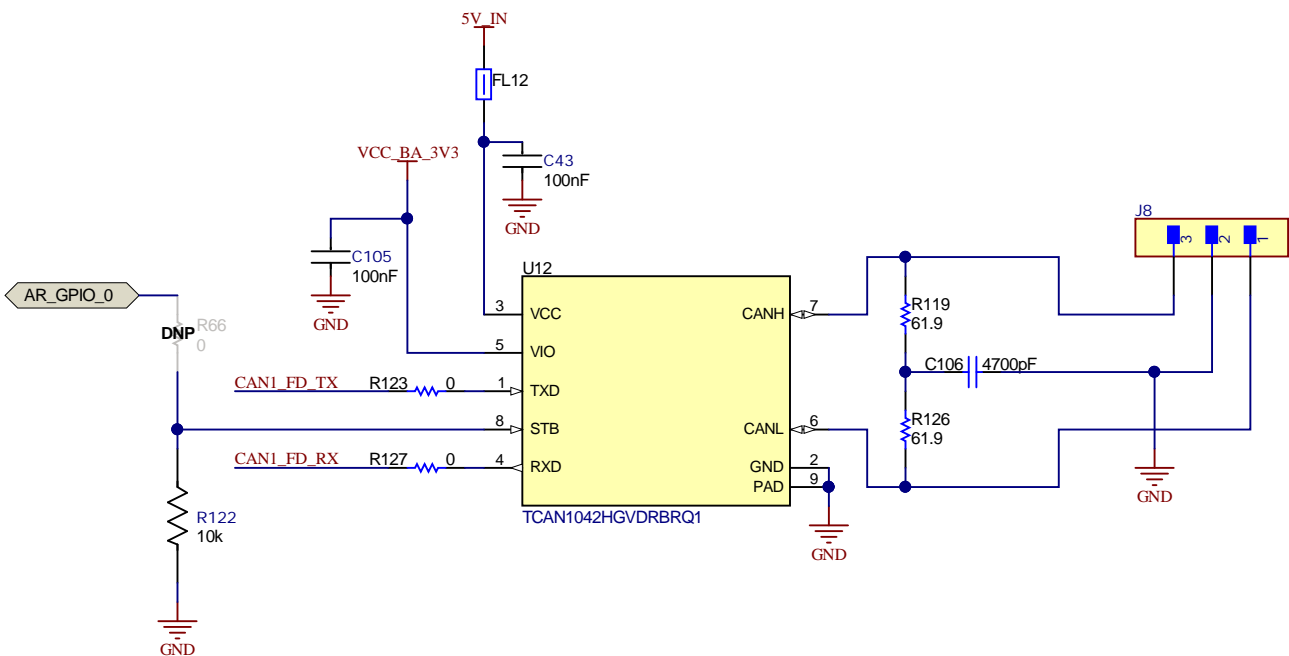 5V_IN
FL12
VCC_BA_3V3
C43
100nF
GND
C105
100nF
GND
J8
3
2
1
U12
AR_GPIO_0
DNP
R66
0
3
VCC
CANH
7
R119
61.9
5
VIO
C106
4700pF
CAN1_FD_TX
R123
0
1
TXD
8
STB
CANL
6
R126
61.9
CAN1_FD_RX
R127
0
4
RXD
GND
2
PAD
9
GND
R122
10k
TCAN1042HGVDRBRQ1
GND
GND